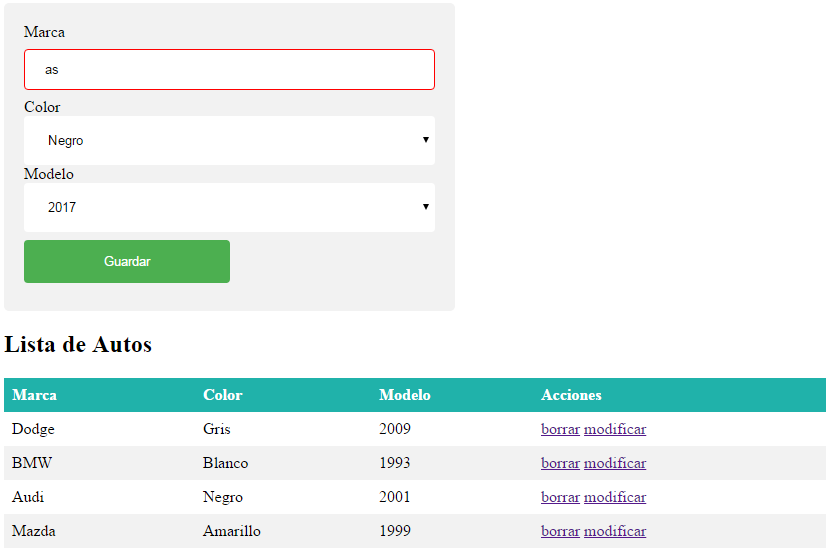 Marca
as
Color
Negro
Modelo
2017
Guardar
Lista de Autos
Marca Color Modelo Acciones
Dodge Gris 2009 borrar modificar
BMW Blanco 1993 borrar modificar
Audi Negro 2001 borrar modificar
Mazda Amarillo 1999 borrar modificar